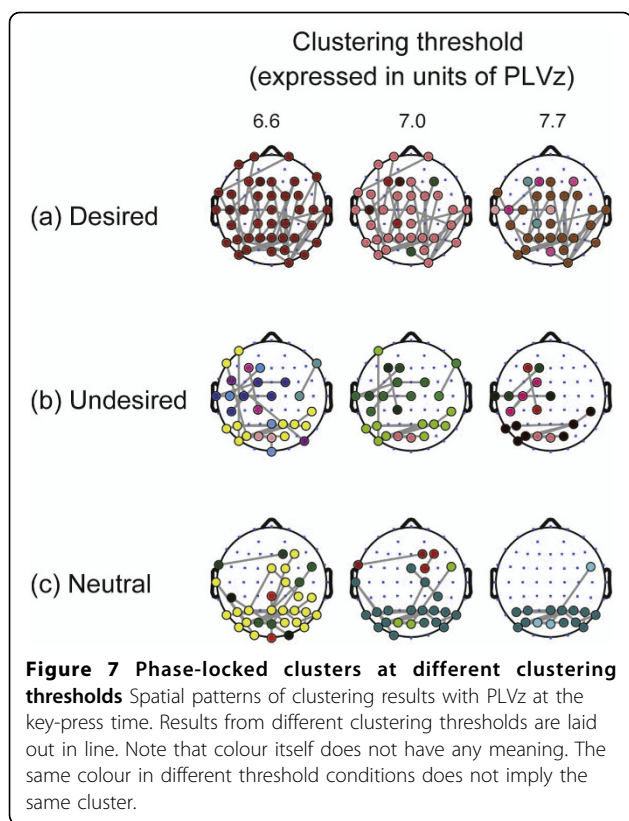 Clustering threshold
(expressed in units of PLVz)
6.6 7.0 7.7
(a) Desired
(b) Undesired
(c) Neutral
Figure 7 Phase-locked clusters at different clustering
thresholds Spatial patterns of clustering results with PLVz at the
key-press time. Results from different clustering thresholds are laid
out in line. Note that colour itself does not have any meaning. The
same colour in different threshold conditions does not imply the
same cluster.